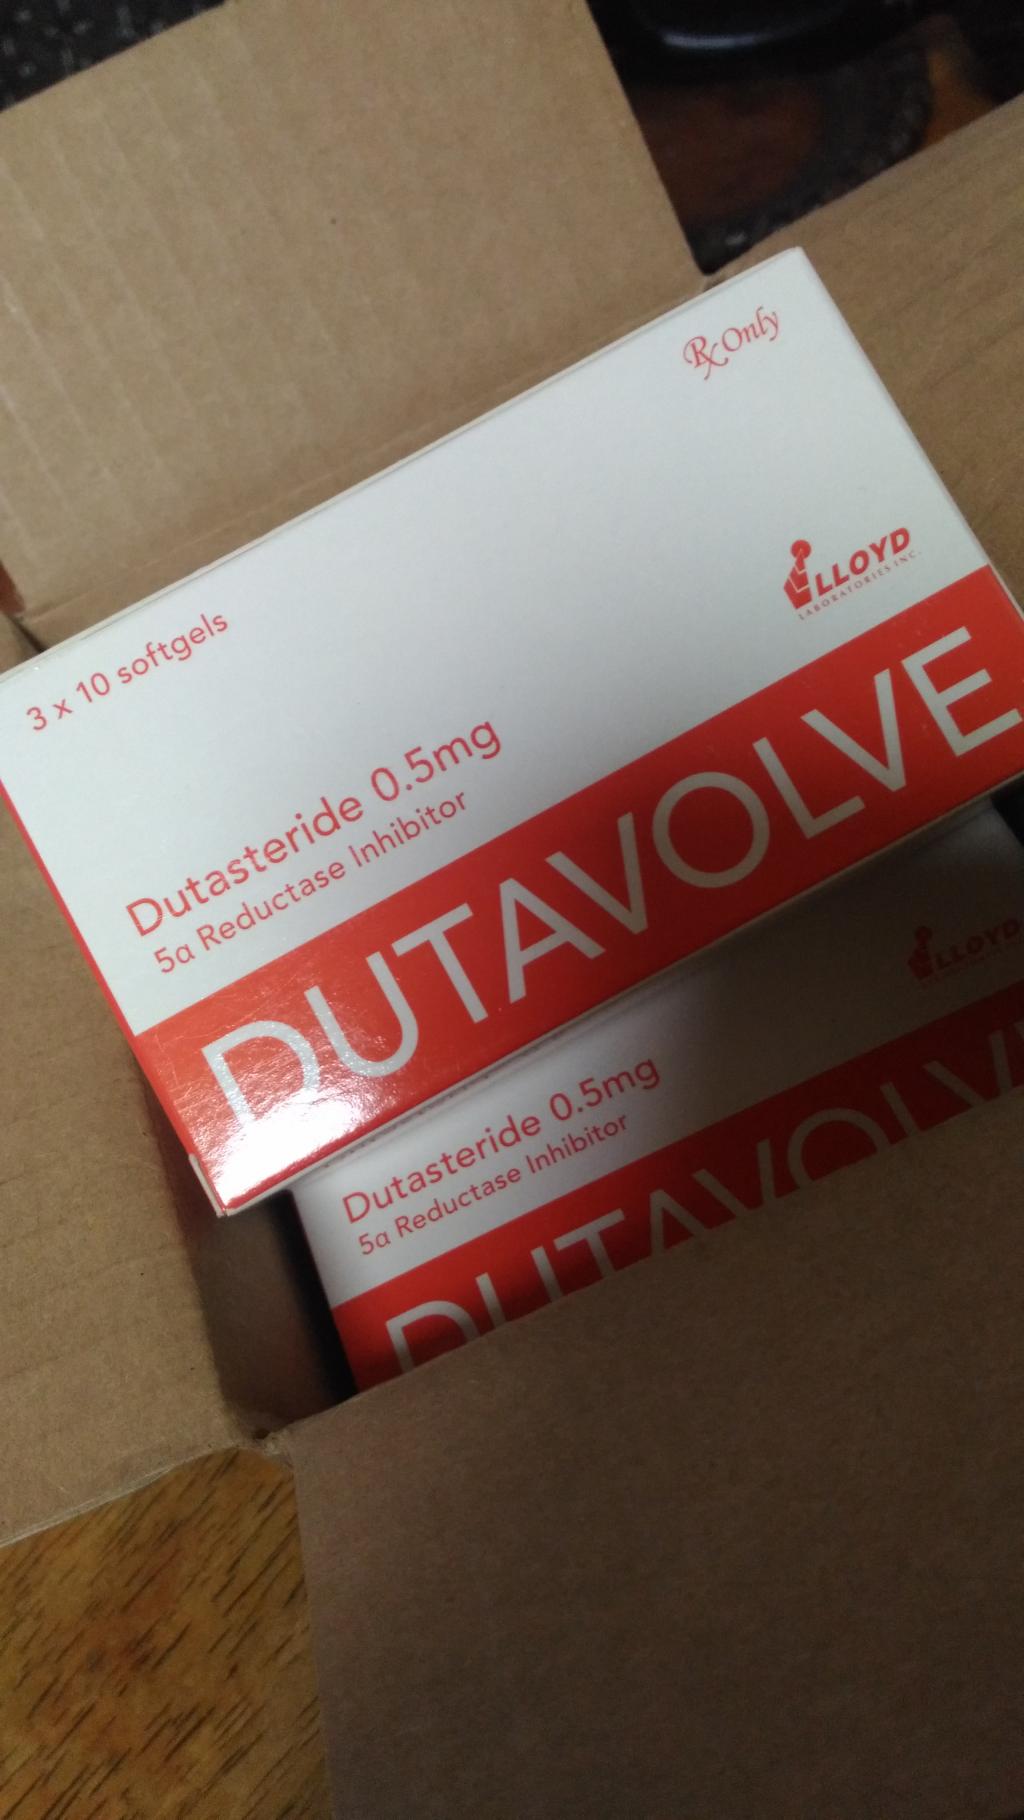 Rx Only
LLOYD
LABORATORIES INC.
3 x 10 softgels
Dutasteride 0.5mg
5α Reductase Inhibitor
DUTAVOLVE
LLOYD
Dutasteride 0.5mg
5α Reductase Inhibitor
DUTAVOLV